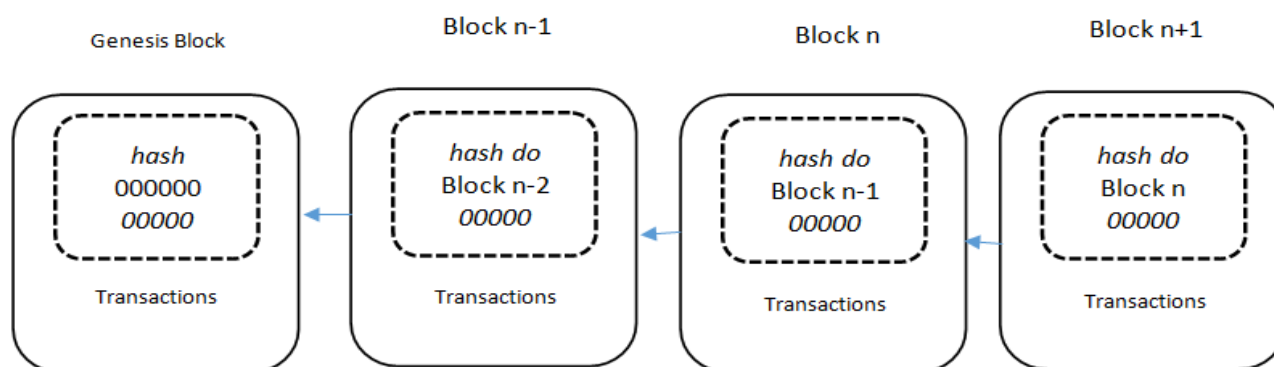 Genesis Block
Block n-1
Block n
Block n+1
hash
000000
00000
Transactions
hash do
Block n-2
00000
Transactions
hash do
Block n-1
00000
Transactions
hash do
Block n
00000
Transactions